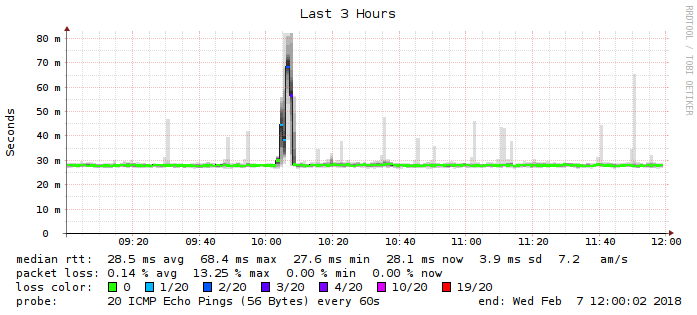 Last 3 Hours
RRDTOOL / TOBI OETIKER
Seconds
80 m
70 m
60 m
50 m
40 m
30 m
20 m
10 m
0
09:20 09:40 10:00 10:20 10:40 11:00 11:20 11:40 12:00
median rtt: 28.5 ms avg 68.4 ms max 27.6 ms min 28.1 ms now 3.9 ms sd 7.2 am/s
packet loss: 0.14 % avg 13.25 % max 0.00 % min 0.00 % now
loss color: 0 1/20 2/20 3/20 4/20 10/20 19/20
probe: 20 ICMP Echo Pings (56 Bytes) every 60s end: Wed Feb 7 12:00:02 2018